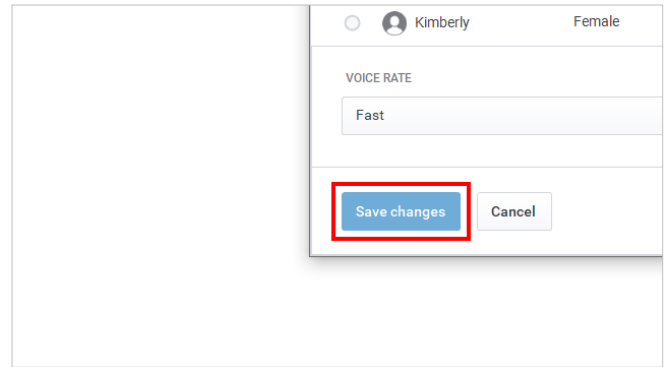 Kimberly Female
VOICE RATE
Fast
Save changes Cancel